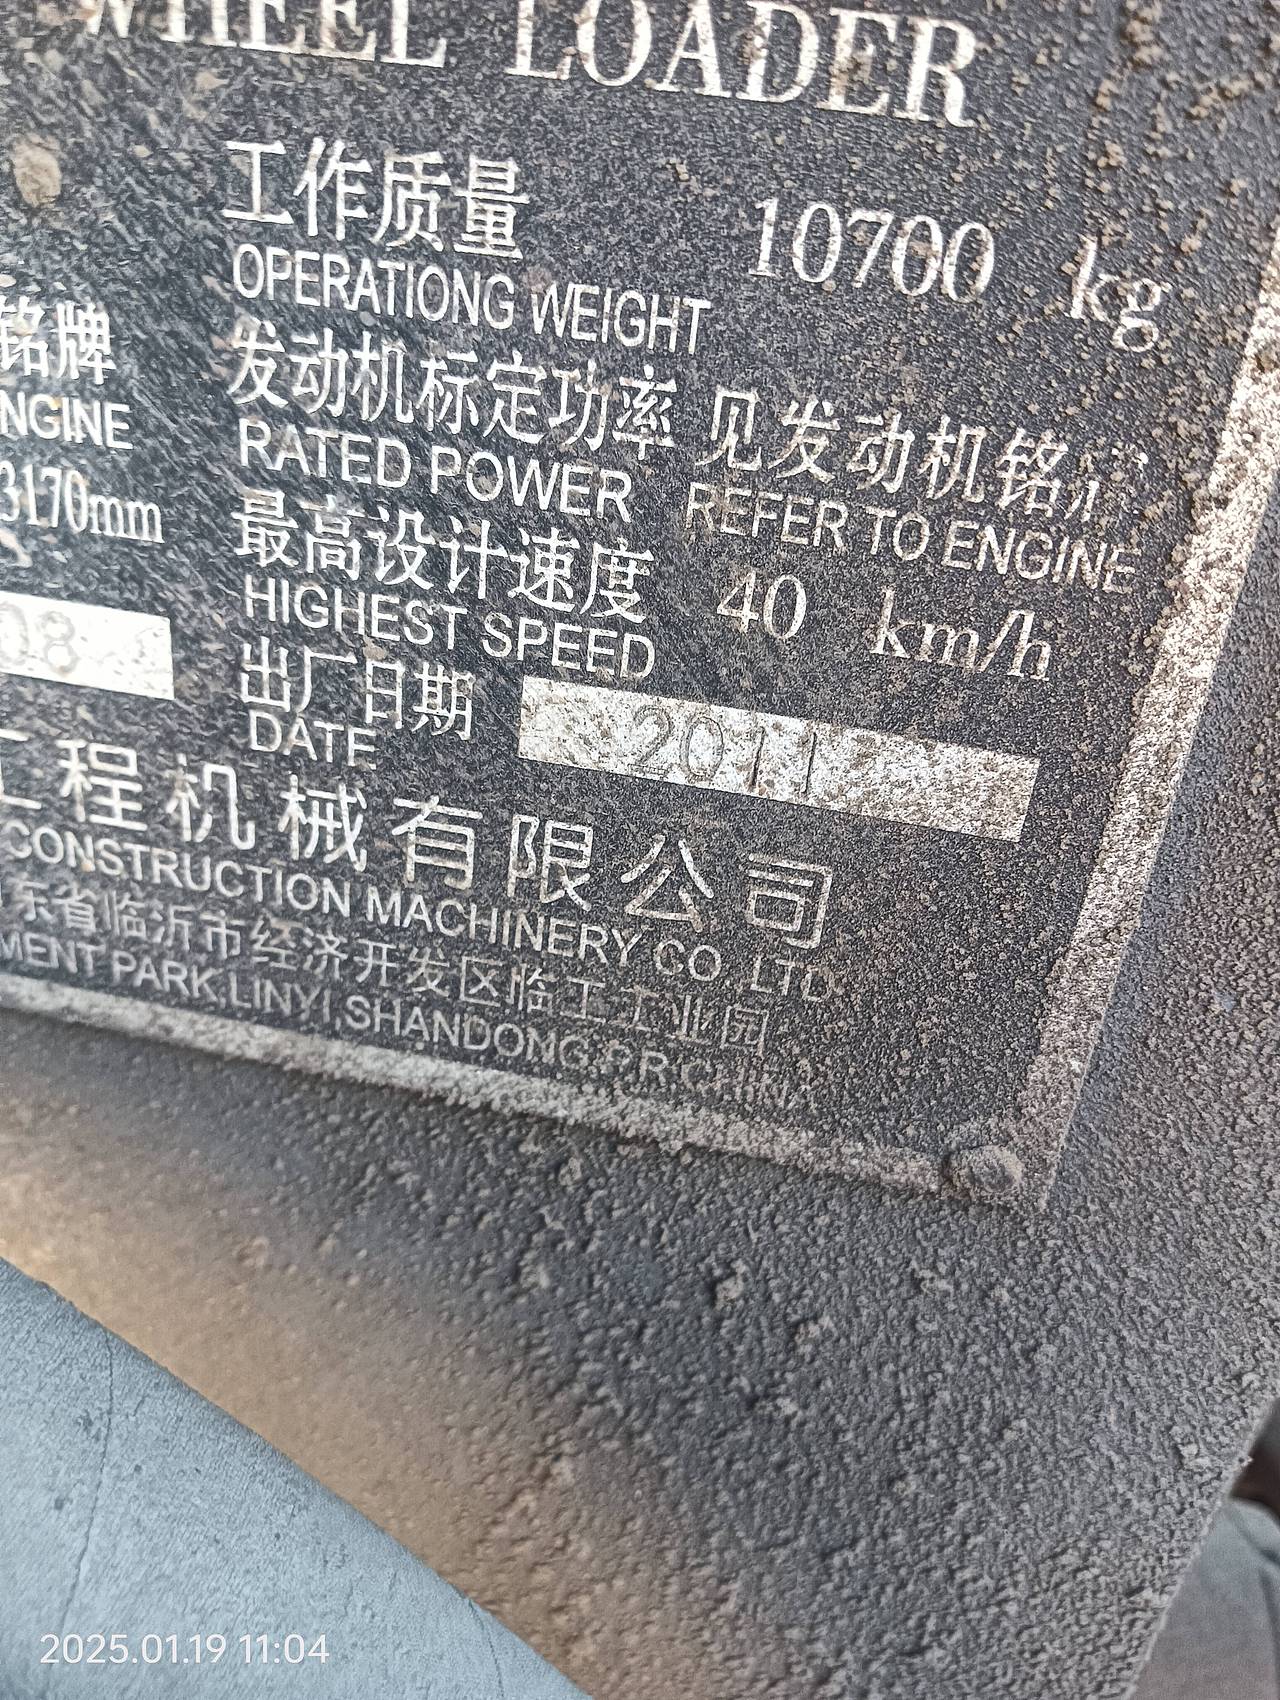 WHEEL LOADER
工作质量 10700 kg
OPERATIONG WEIGHT
铭牌 发动机标定功率 见发动机铭
NGINE RATED POWER REFER TO ENGINE
3170mm 最高设计速度 40 km/h
HIGHEST SPEED
08 出厂日期 2011
DATE
工程机械有限公司
CONSTRUCTION MACHINERY CO.,LTD
东省临沂市经济开发区临工工业园
MENT PARK,LINYI,SHANDONG,P.R.CHINA
2025.01.19 11:04